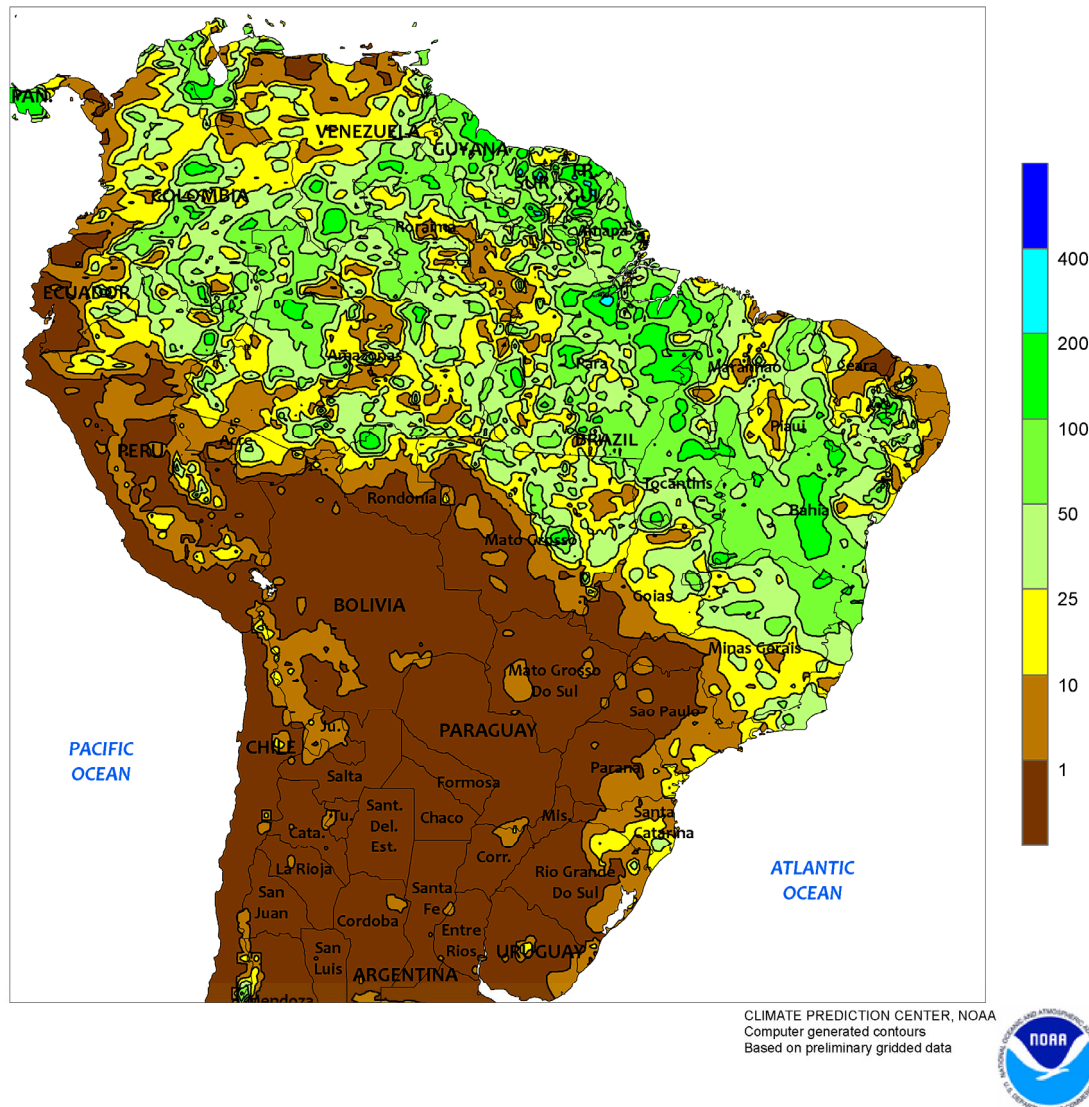 PAN.
VENEZUELA
GUYANA
SUR.
FR.
GUI.
COLOMBIA
Roraima
Amapa
ECUADOR
Amazonas
Para
Maranhao
Ceara
Piaui
PERU
Acre
BRAZIL
Tocantins
Rondonia
Bahia
Mato Grosso
BOLIVIA
Goias
Minas Gerais
Mato Grosso
Do Sul
Sao Paulo
PACIFIC
OCEAN
CHILE
Ju.
PARAGUAY
Salta
Formosa
Parana
Tu.
Cata.
Sant.
Del.
Est.
Chaco
Mis.
Santa
Catarina
Corr.
La Rioja
Rio Grande
Do Sul
ATLANTIC
OCEAN
San
Juan
Cordoba
Santa
Fe
San
Luis
Entre
Rios
URUGUAY
ARGENTINA
Mendoza
400
200
100
50
25
10
1
CLIMATE PREDICTION CENTER, NOAA
Computer generated contours
Based on preliminary gridded data
NOAA